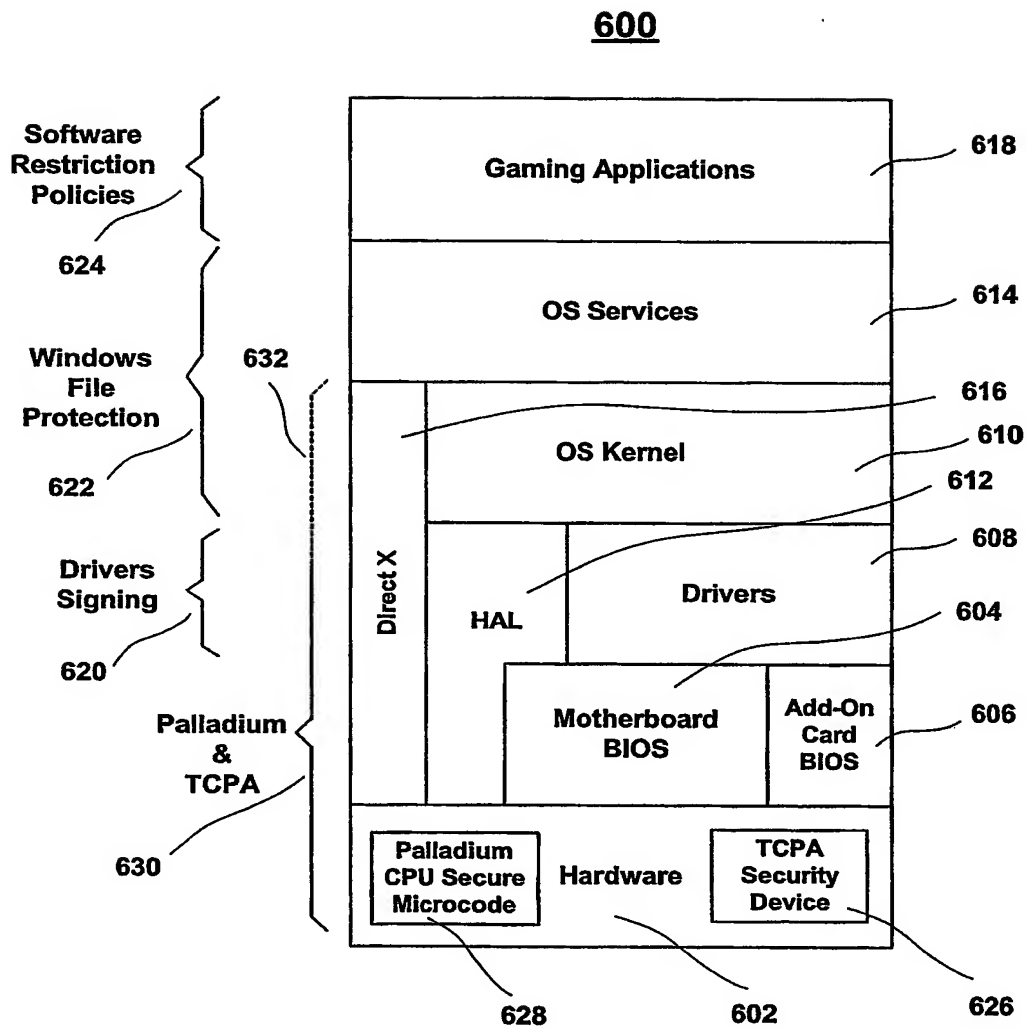 600
Software
Restriction
Policies
624
Gaming Applications
618
OS Services
614
Windows
File
Protection
622
632
616
OS Kernel
610
612
Drivers
Signing
620
Direct X
HAL
Drivers
608
604
Motherboard
BIOS
Add-On
Card
BIOS
606
Palladium
&
TCPA
630
Palladium
CPU Secure
Microcode
Hardware
TCPA
Security
Device
628
602
626